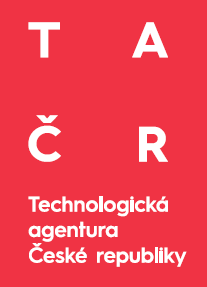 T A
Č R
Technologická
agentura
České republiky